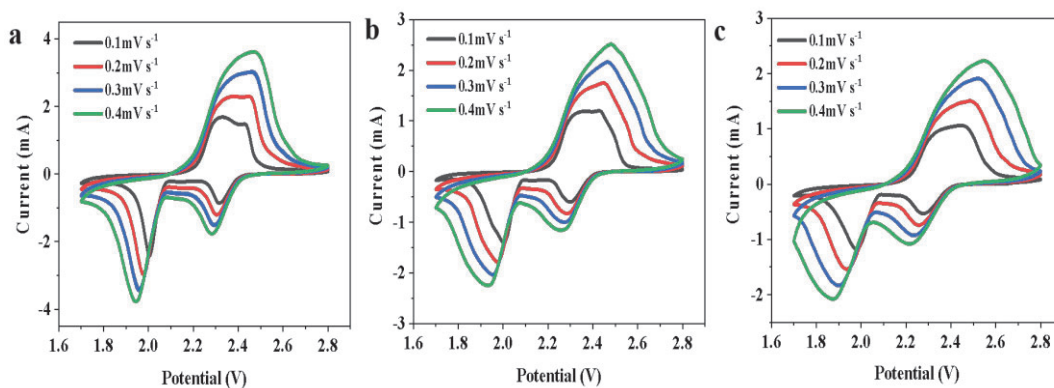 a
0.1mV s⁻¹
0.2mV s⁻¹
0.3mV s⁻¹
0.4mV s⁻¹
4
2
0
-2
-4
Current (mA)
1.6 1.8 2.0 2.2 2.4 2.6 2.8
Potential (V)
b
0.1mV s⁻¹
0.2mV s⁻¹
0.3mV s⁻¹
0.4mV s⁻¹
3
2
1
0
-1
-2
-3
Current (mA)
1.6 1.8 2.0 2.2 2.4 2.6 2.8
Potential (V)
c
0.1mV s⁻¹
0.2mV s⁻¹
0.3mV s⁻¹
0.4mV s⁻¹
3
2
1
0
-1
-2
Current (mA)
1.6 1.8 2.0 2.2 2.4 2.6 2.8
Potential (V)